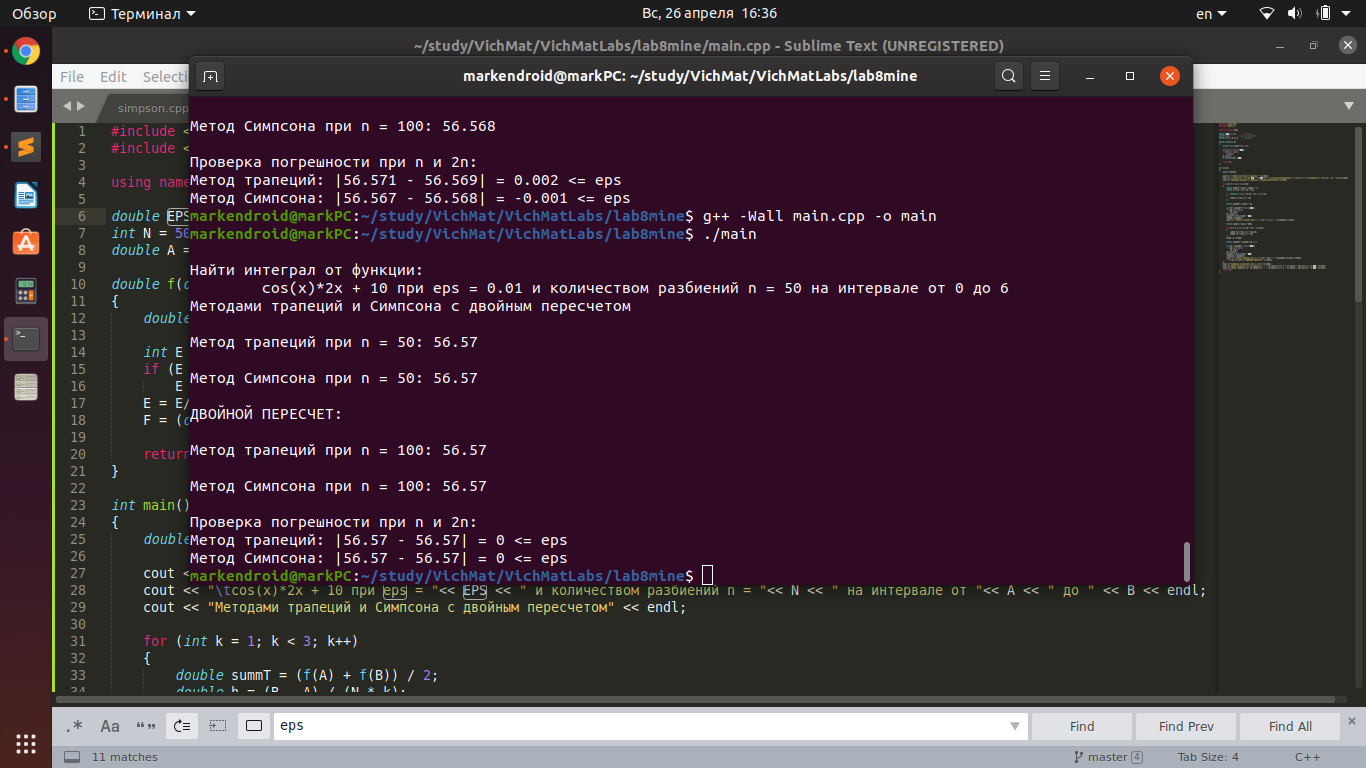 Обзор
Терминал
Вс, 26 апреля 16:36
en
~/study/VichMat/VichMatLabs/lab8mine/main.cpp - Sublime Text (UNREGISTERED)
File Edit Selecti
markendroid@markPC: ~/study/VichMat/VichMatLabs/lab8mine
simpson.cpp
Метод Симпсона при n = 100: 56.568
Проверка погрешности при n и 2n:
Метод трапеций: |56.571 - 56.569| = 0.002 <= eps
Метод Симпсона: |56.567 - 56.568| = -0.001 <= eps
markendroid@markPC:~/study/VichMat/VichMatLabs/lab8mine$ g++ -Wall main.cpp -o main
markendroid@markPC:~/study/VichMat/VichMatLabs/lab8mine$ ./main
Найти интеграл от функции:
cos(x)*2x + 10 при eps = 0.01 и количеством разбиений n = 50 на интервале от 0 до 6
Методами трапеций и Симпсона с двойным пересчетом
Метод трапеций при n = 50: 56.57
Метод Симпсона при n = 50: 56.57
ДВОЙНОЙ ПЕРЕСЧЕТ:
Метод трапеций при n = 100: 56.57
Метод Симпсона при n = 100: 56.57
Проверка погрешности при n и 2n:
Метод трапеций: |56.57 - 56.57| = 0 <= eps
Метод Симпсона: |56.57 - 56.57| = 0 <= eps
markendroid@markPC:~/study/VichMat/VichMatLabs/lab8mine$
1 #include <
2 #include <
3
4 using name
5
6 double EPS
7 int N = 50
8 double A =
9
10 double f(d
11 {
12 double
13
14 int E
15 if (E
16 E
17 E = E/
18 F = (d
19
20 return
21 }
22
23 int main()
24 {
25 double
26
27 cout <
28 cout << "\tcos(x)*2x + 10 при eps = "<< EPS << " и количеством разбиений n = "<< N << " на интервале от "<< A << " до " << B << endl;
29 cout << "Методами трапеций и Симпсона с двойным пересчетом" << endl;
30
31 for (int k = 1; k < 3; k++)
32 {
33 double summT = (f(A) + f(B)) / 2;
34 double h = (B - A) / (N * k);
.* Aa “” eps Find Find Prev Find All
11 matches master 4 Tab Size: 4 C++